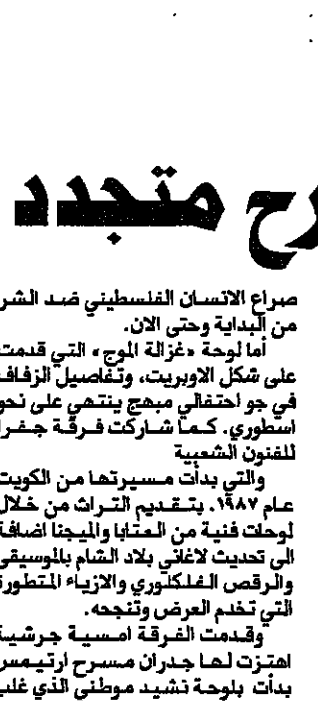 رح متجدد
صراع الانسان الفلسطيني ضد الشر
من البداية وحتى الان.
أما لوحة «غزالة الموج» التي قدمت
على شكل الاوبريت، وتفاصيل الزفاف
في جو احتفالي مبهج ينتهي على نحو
اسطوري. كما شاركت فرقة جفرا
للفنون الشعبية
والتي بدأت مسيرتها من الكويت
عام ١٩٨٧، بتقديم التراث من خلال
لوحات فنية من العتابا والميجنا اضافة
الى تحديث لاغاني بلاد الشام بالموسيقى
والرقص الفلكلوري والازياء المتطورة
التي تخدم العرض وتنجحه.
وقدمت الفرقة امسية جرشية
اهتزت لها جدران مسرح ارتيمس
بدأت بلوحة نشيد موطني الذي غلب